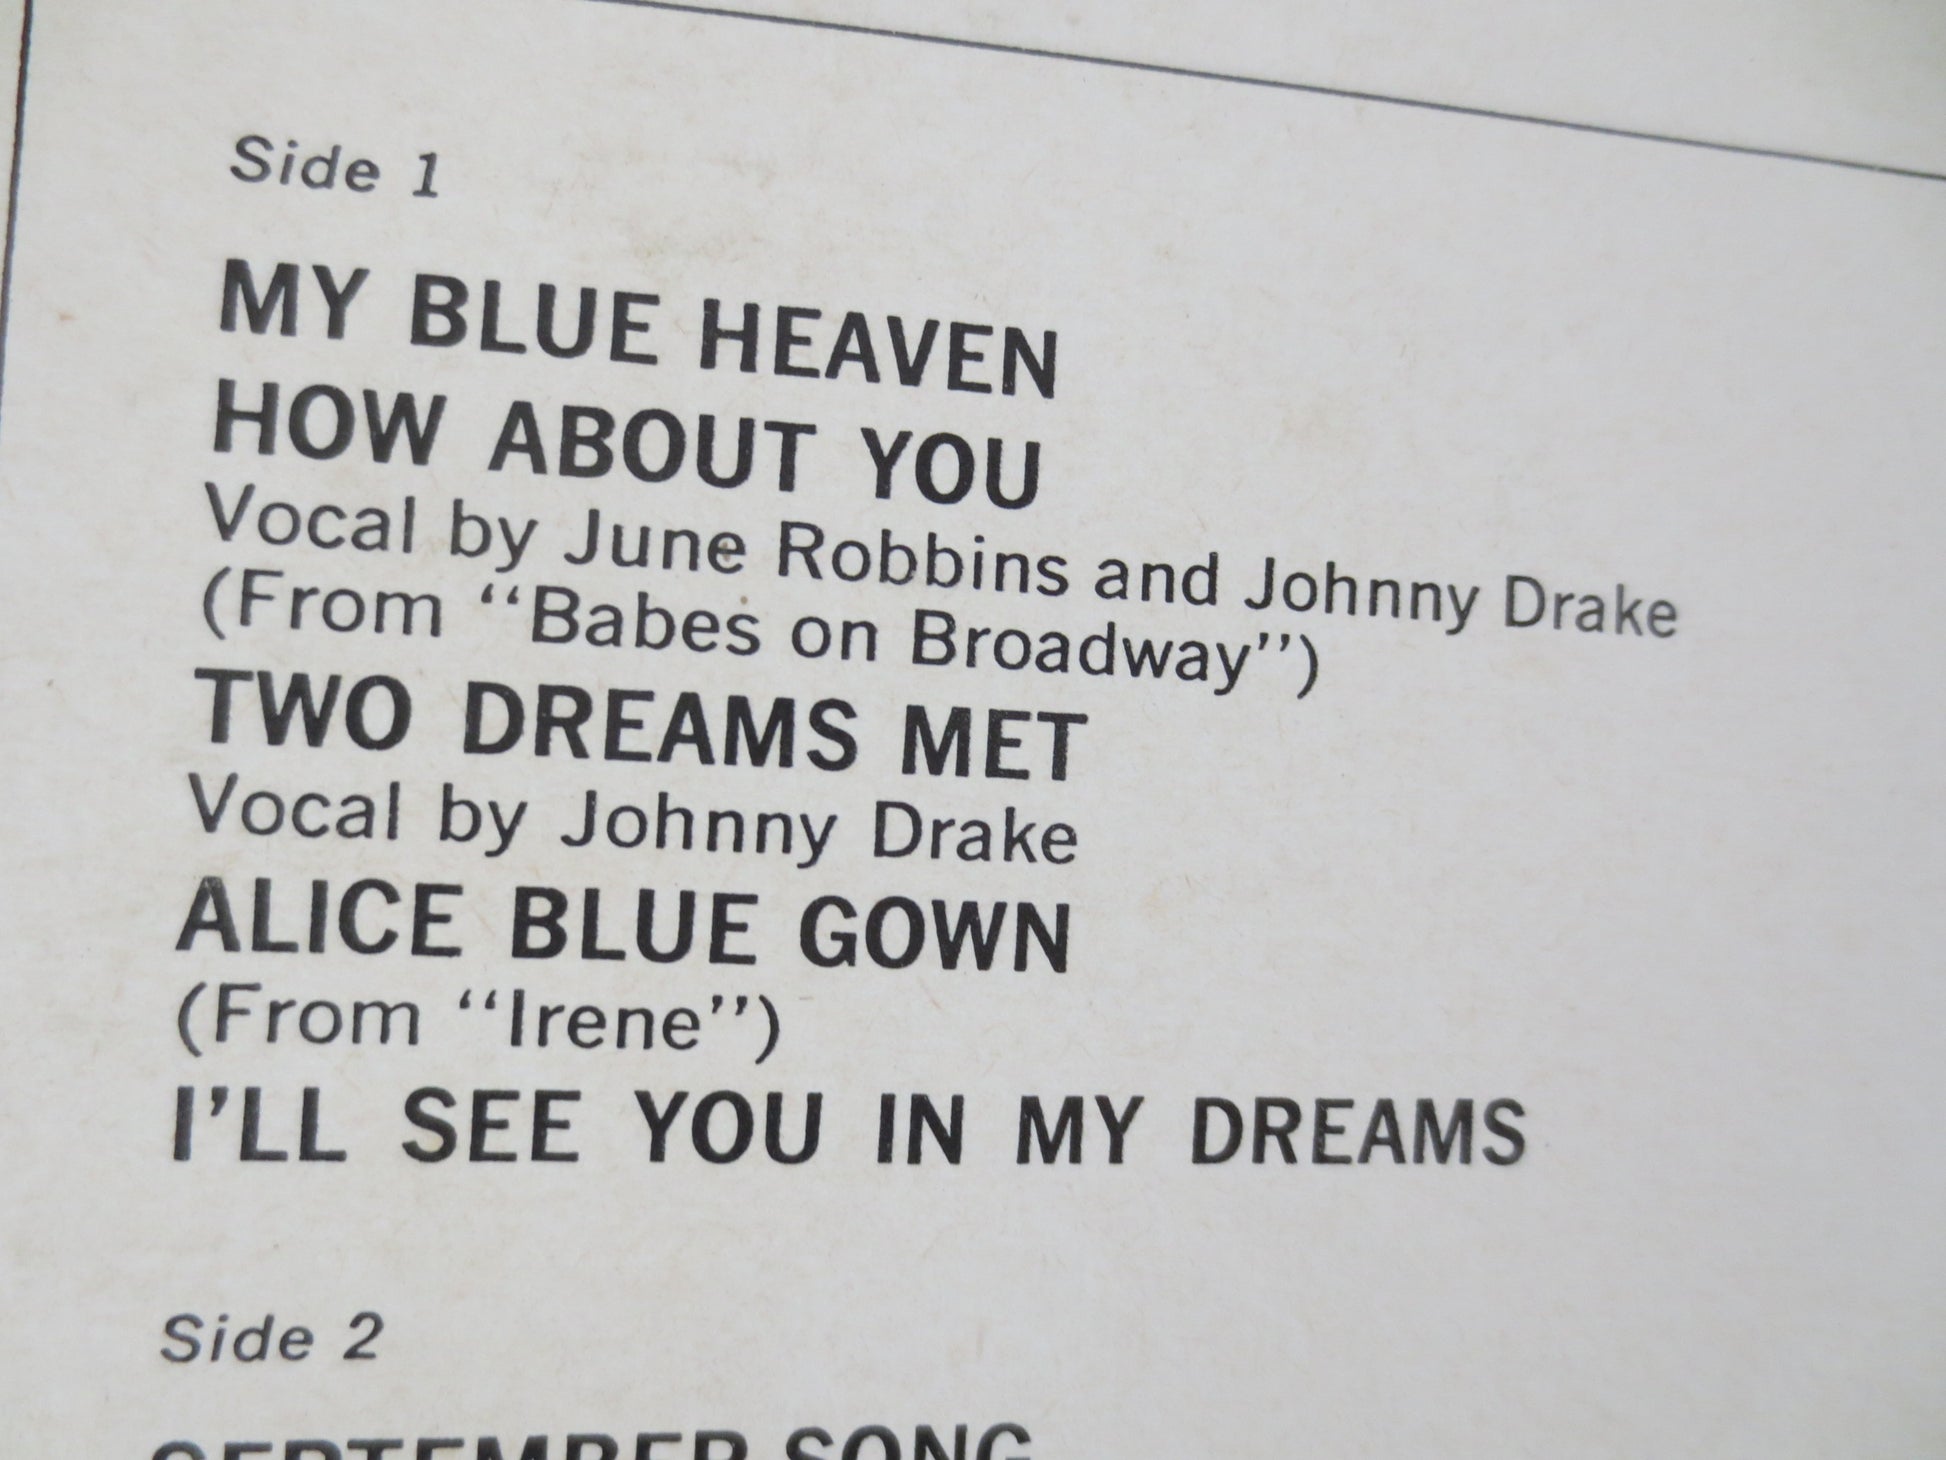 Side 1
MY BLUE HEAVEN
HOW ABOUT YOU
Vocal by June Robbins and Johnny Drake
(From “Babes on Broadway”)
TWO DREAMS MET
Vocal by Johnny Drake
ALICE BLUE GOWN
(From “Irene”)
I’LL SEE YOU IN MY DREAMS
Side 2
SEPTEMBER SONG